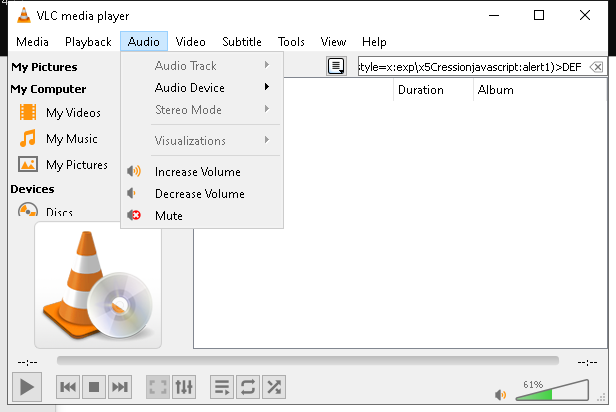 VLC media player
Media Playback Audio Video Subtitle Tools View Help
My Pictures
style=x:exp\x5Cressionjavascript:alert1)>DEF
My Computer
Duration Album
My Videos
My Music
My Pictures
Devices
Discs
Audio Track
Audio Device
Stereo Mode
Visualizations
Increase Volume
Decrease Volume
Mute
--:-- --:--
61%